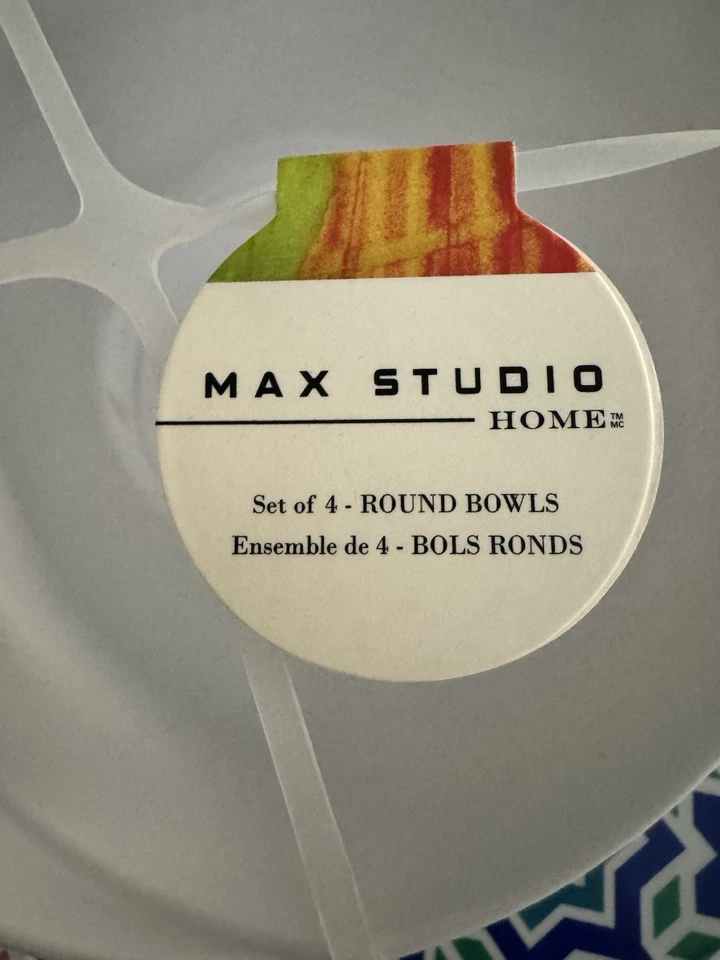 MAX STUDIO
HOME™ MC
Set of 4 - ROUND BOWLS
Ensemble de 4 - BOLS RONDS